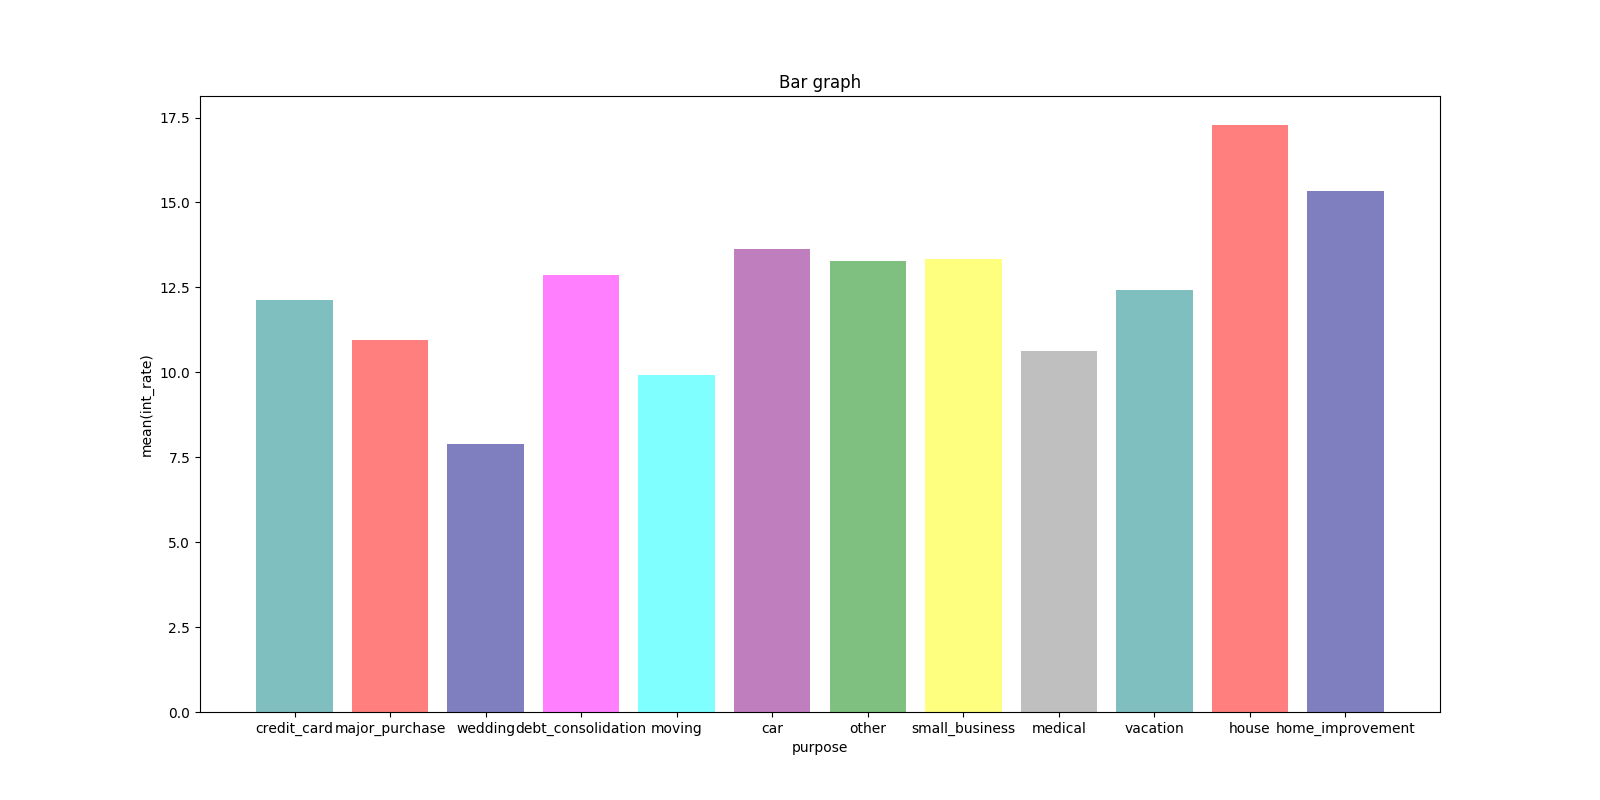 Bar graph
17.5
15.0
12.5
10.0
7.5
5.0
2.5
0.0
mean(int_rate)
credit_card major_purchase wedding debt_consolidation moving car other small_business medical vacation house home_improvement
purpose